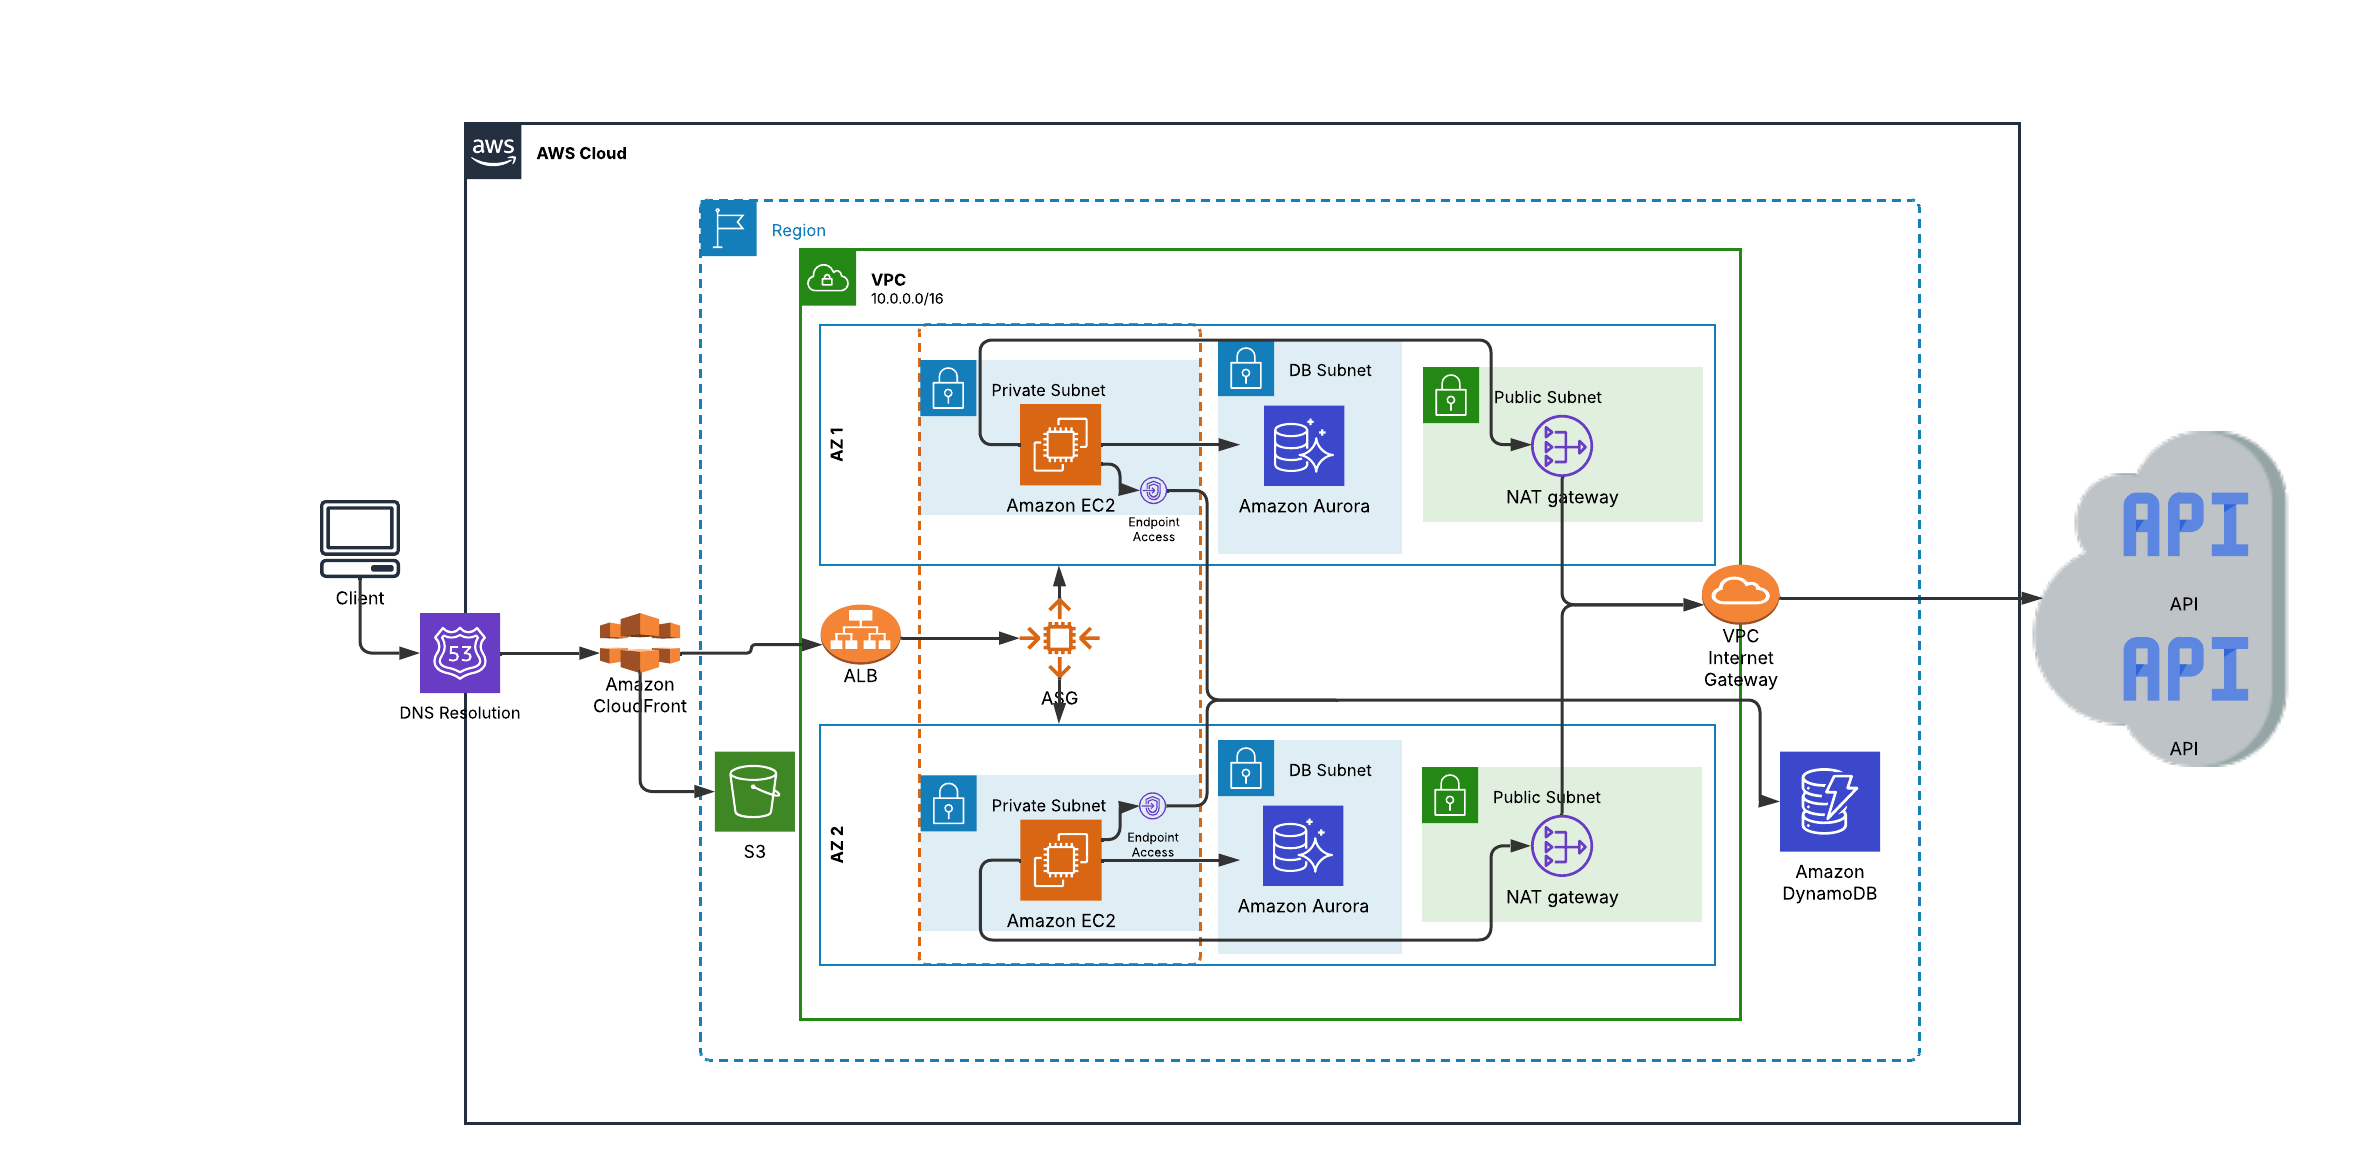 aws
AWS Cloud
Region
VPC
10.0.0.0/16
AZ 1
Private Subnet
Amazon EC2
Endpoint
Access
DB Subnet
Amazon Aurora
Public Subnet
NAT gateway
Client
53
DNS Resolution
Amazon
CloudFront
S3
ALB
ASG
VPC
Internet
Gateway
API
API
API
API
AZ 2
Private Subnet
Amazon EC2
Endpoint
Access
DB Subnet
Amazon Aurora
Public Subnet
NAT gateway
Amazon
DynamoDB